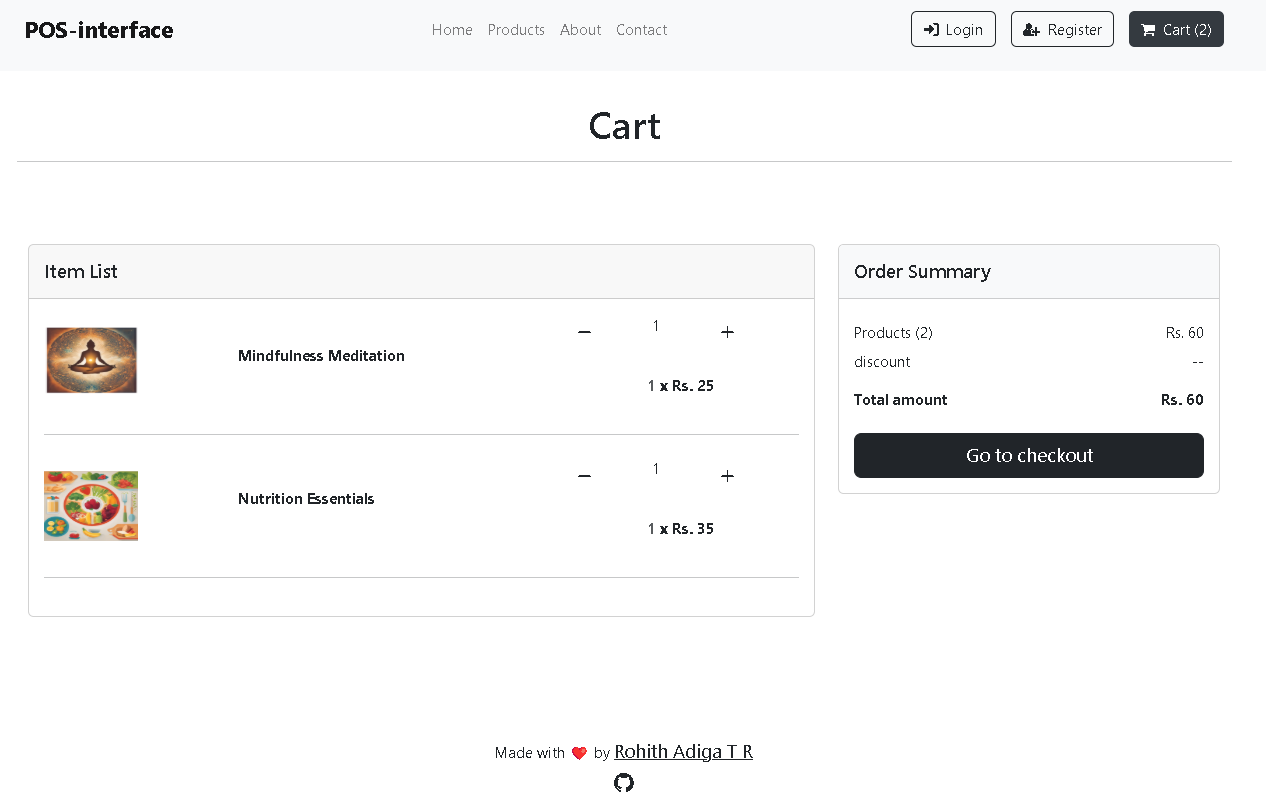 POS-interface
Home Products About Contact
Login
Register
Cart (2)
Cart
Item List
Mindfulness Meditation
1
1 x Rs. 25
Nutrition Essentials
1
1 x Rs. 35
Order Summary
Products (2) Rs. 60
discount --
Total amount Rs. 60
Go to checkout
Made with ❤️ by Rohith Adiga T R